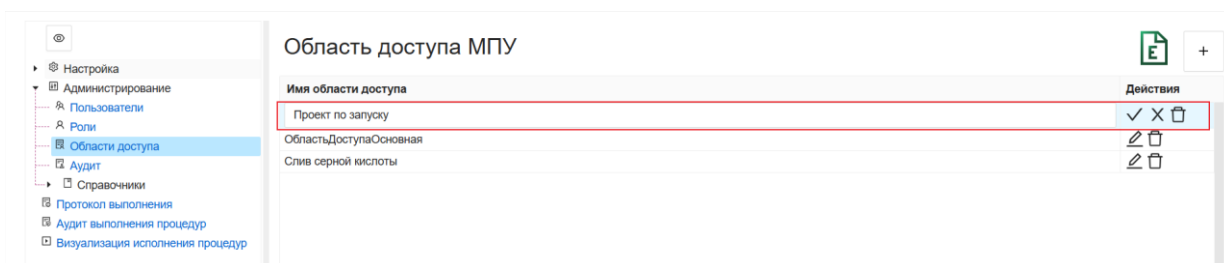 Область доступа МПУ
E
+
Настройка
Администрирование
Пользователи
Роли
Области доступа
Аудит
Справочники
Протокол выполнения
Аудит выполнения процедур
Визуализация исполнения процедур
Имя области доступа Действия
Проект по запуску
ОбластьДоступаОсновная
Слив серной кислоты